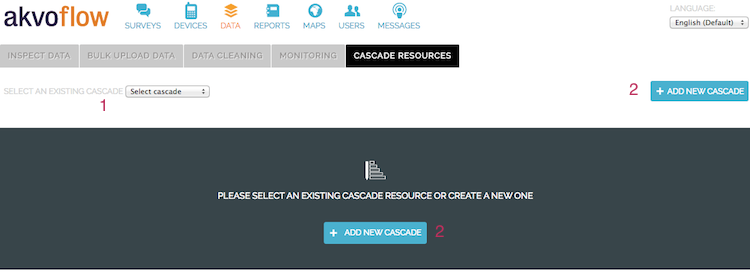 akvoflow
SURVEYS DEVICES DATA REPORTS MAPS USERS MESSAGES
LANGUAGE:
English (Default)
INSPECT DATA BULK UPLOAD DATA DATA CLEANING MONITORING CASCADE RESOURCES
SELECT AN EXISTING CASCADE Select cascade
1
2 + ADD NEW CASCADE
PLEASE SELECT AN EXISTING CASCADE RESOURCE OR CREATE A NEW ONE
+ ADD NEW CASCADE 2